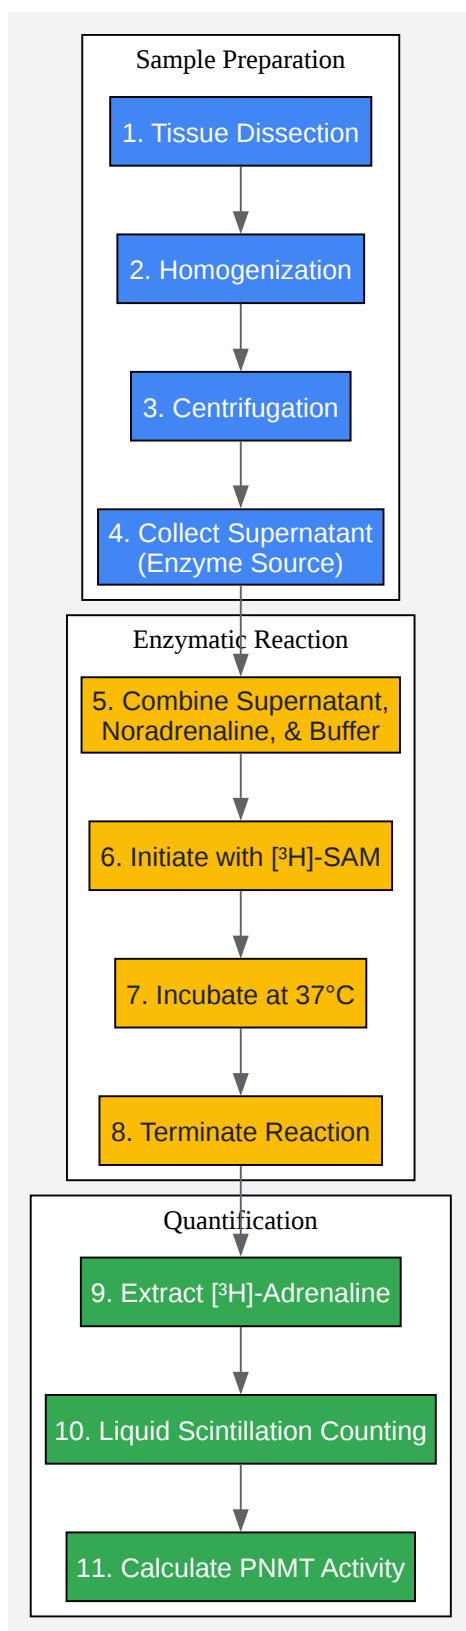 Sample Preparation
1. Tissue Dissection
2. Homogenization
3. Centrifugation
4. Collect Supernatant
(Enzyme Source)
Enzymatic Reaction
5. Combine Supernatant,
Noradrenaline, & Buffer
6. Initiate with [³H]-SAM
7. Incubate at 37°C
8. Terminate Reaction
Quantification
9. Extract [³H]-Adrenaline
10. Liquid Scintillation Counting
11. Calculate PNMT Activity